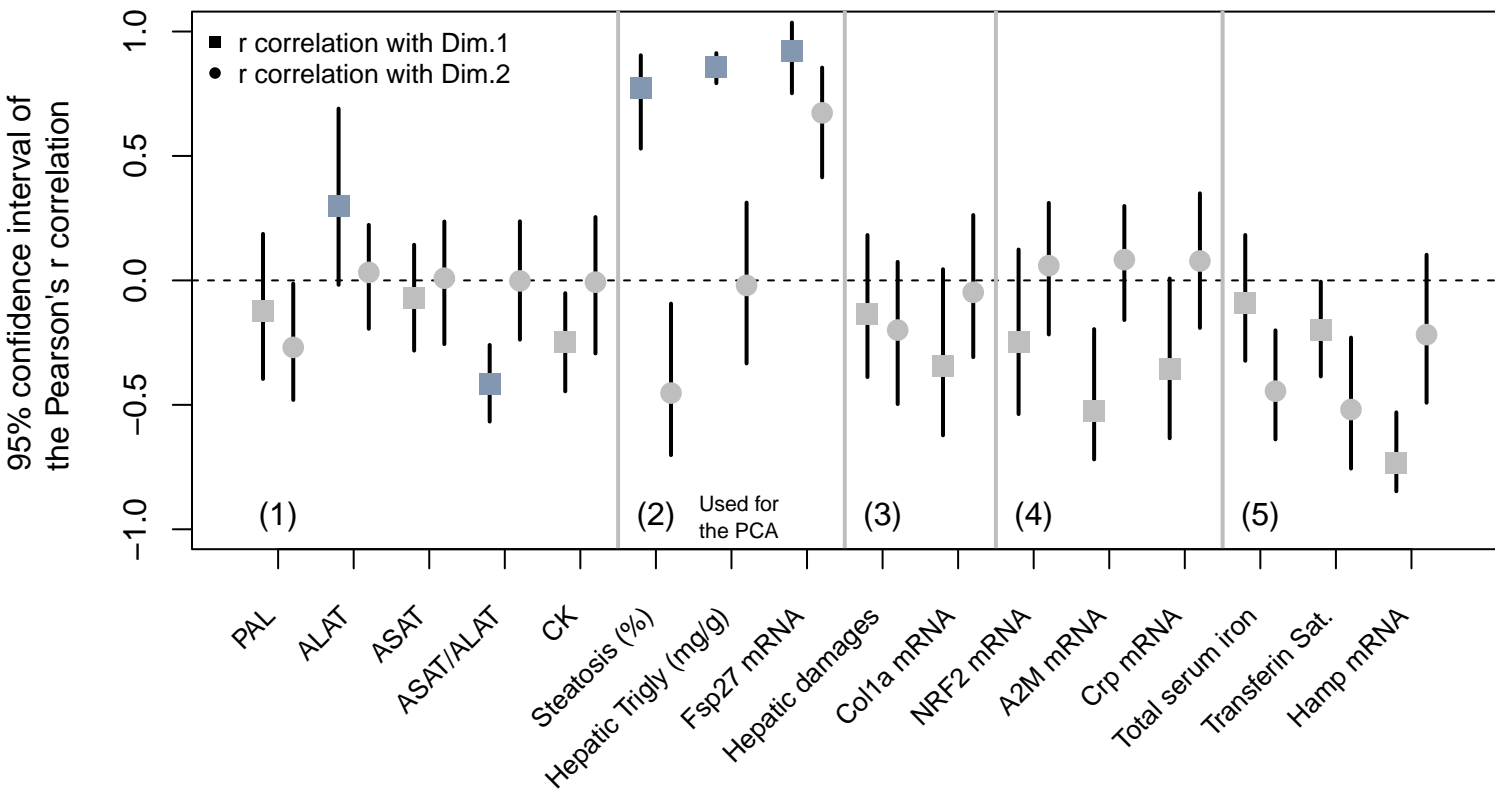 95% confidence interval of
the Pearson's r correlation
1.0
0.5
0.0
−0.5
−1.0
r correlation with Dim.1
r correlation with Dim.2
(1)
(2)
Used for
the PCA
(3)
(4)
(5)
PAL
ALAT
ASAT
ASAT/ALAT
CK
Steatosis (%)
Hepatic Trigly (mg/g)
Fsp27 mRNA
Hepatic damages
Col1a mRNA
NRF2 mRNA
A2M mRNA
Crp mRNA
Total serum iron
Transferin Sat.
Hamp mRNA